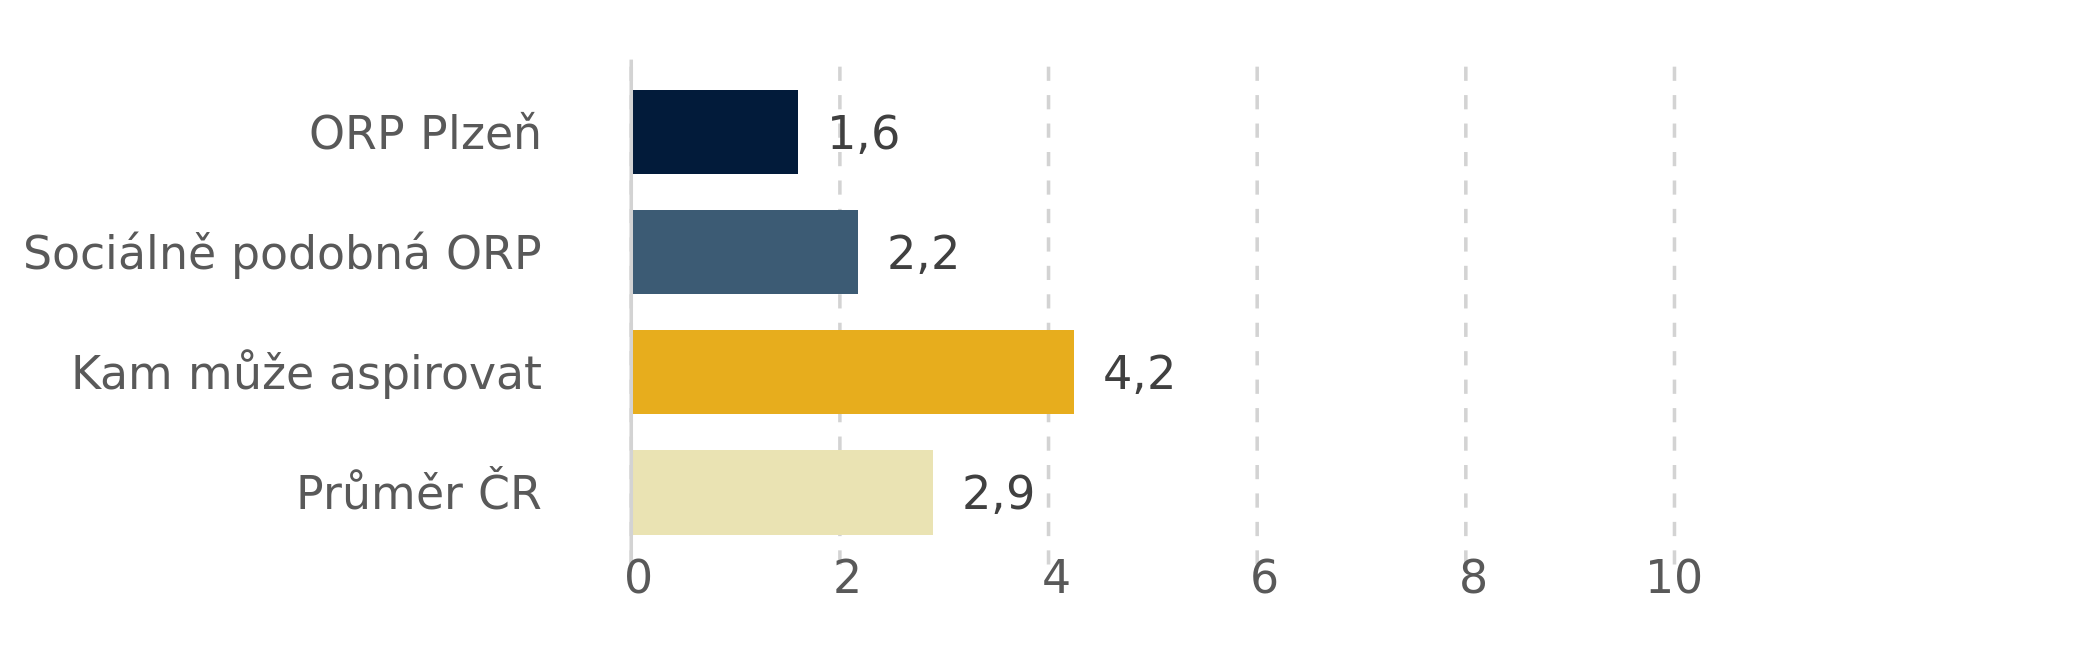 ORP Plzeň 1,6
Sociálně podobná ORP 2,2
Kam může aspirovat 4,2
Průměr ČR 2,9
0 2 4 6 8 10